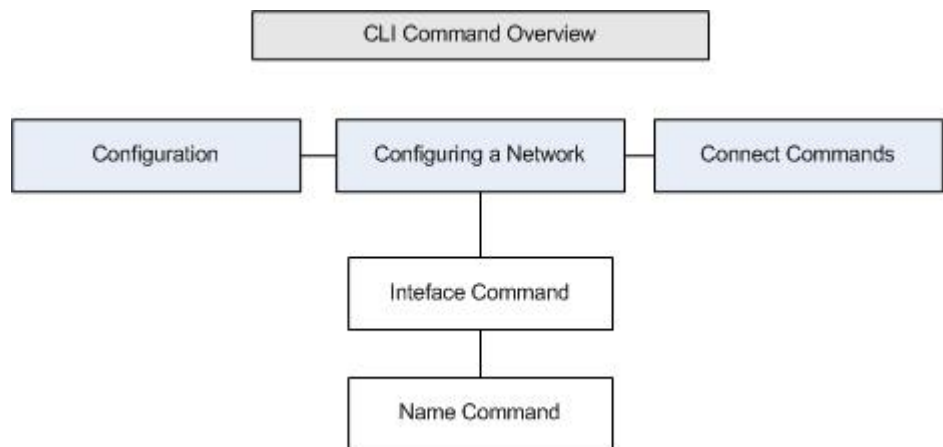 CLI Command Overview
Configuration
Configuring a Network
Connect Commands
Inteface Command
Name Command